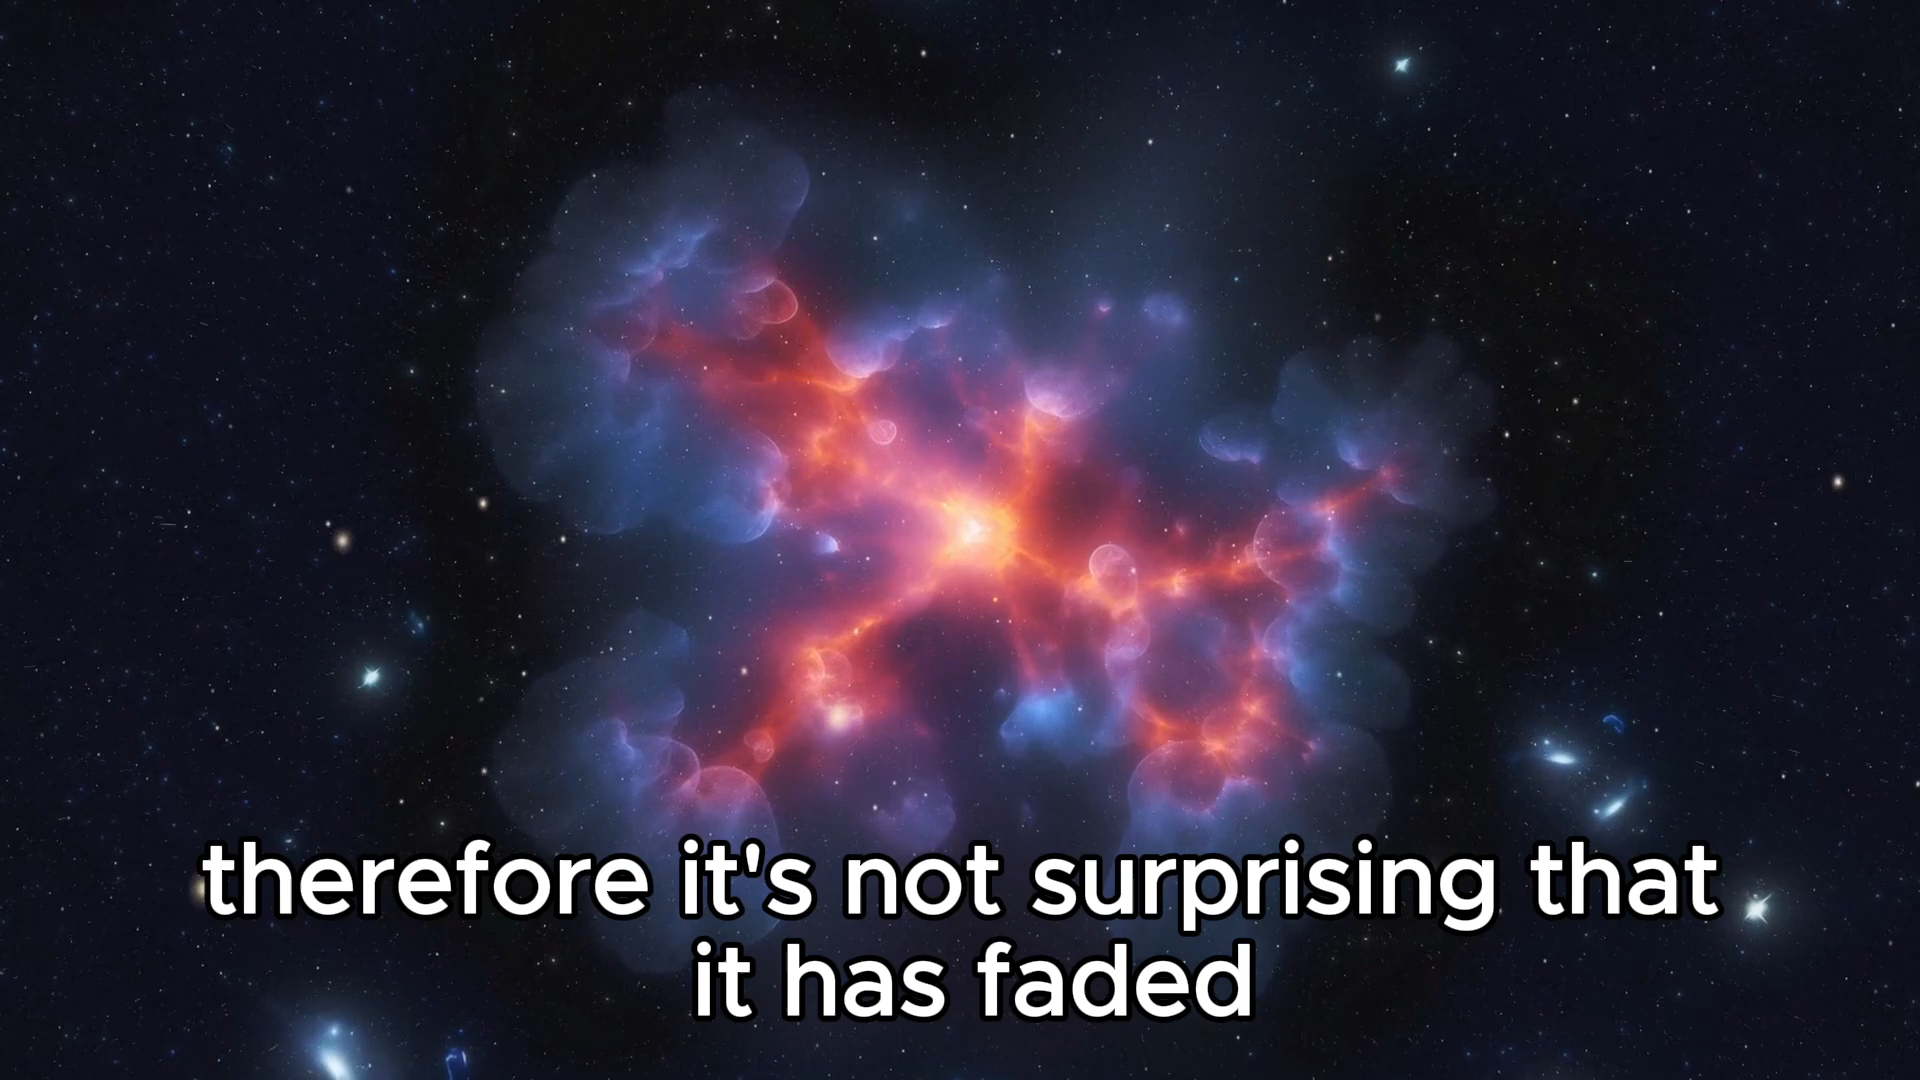 therefore it's not surprising that
it has faded